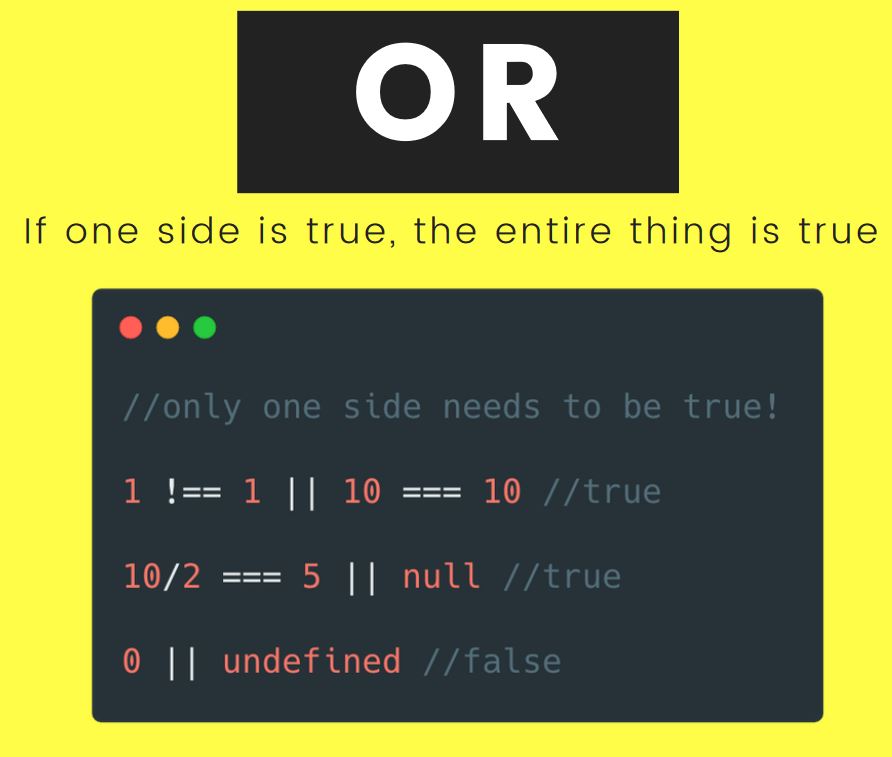 OR
If one side is true, the entire thing is true
//only one side needs to be true!
1 !== 1 || 10 === 10 //true
10/2 === 5 || null //true
0 || undefined //false